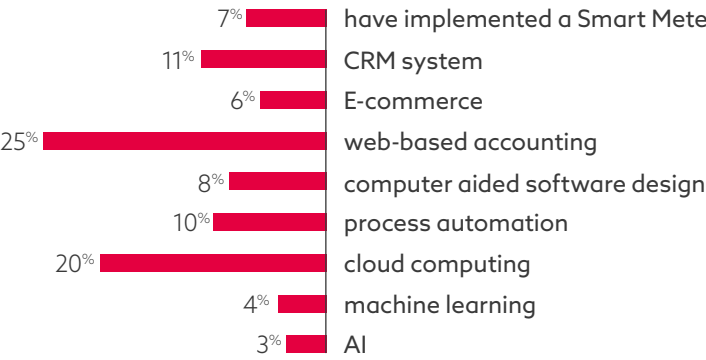 7% have implemented a Smart Mete
11% CRM system
6% E-commerce
25% web-based accounting
8% computer aided software design
10% process automation
20% cloud computing
4% machine learning
3% AI